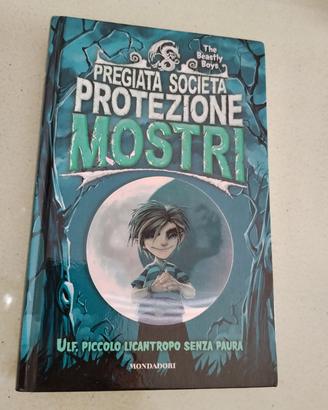 The
Beastly
Boys
PREGIATA SOCIETÀ
PROTEZIONE
MOSTRI
ULF, PICCOLO LICANTROPO SENZA PAURA
MONDADORI